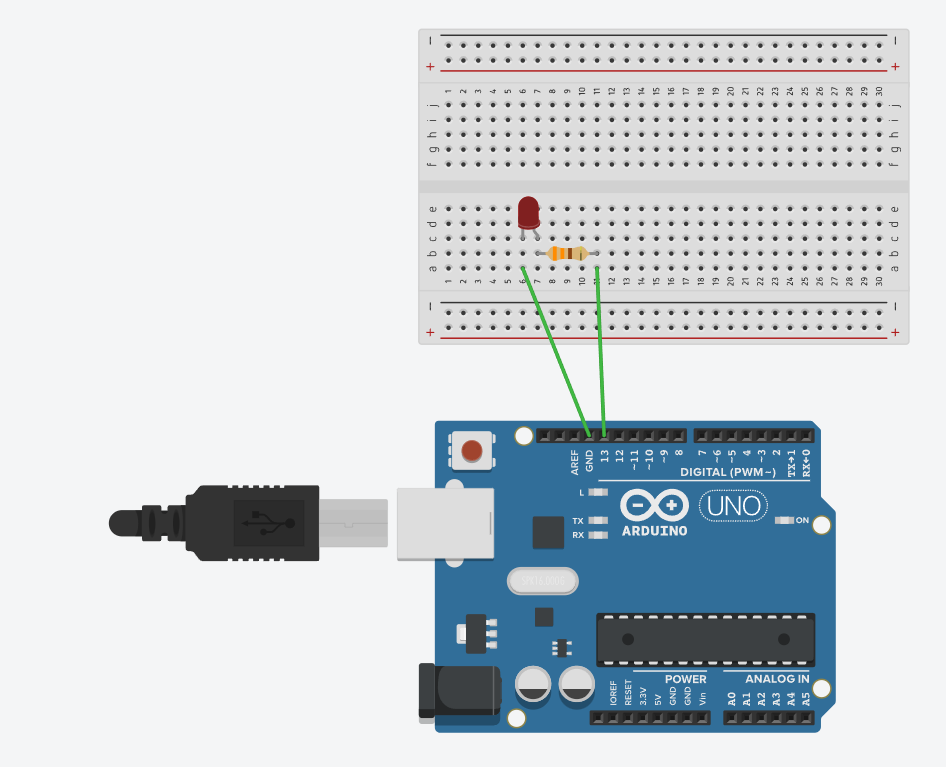 − −
+ +
1 2 3 4 5 6 7 8 9 10 11 12 13 14 15 16 17 18 19 20 21 22 23 24 25 26 27 28 29 30
j j
i i
h h
g g
f f
e e
d d
c c
b b
a a
1 2 3 4 5 6 7 8 9 10 11 12 13 14 15 16 17 18 19 20 21 22 23 24 25 26 27 28 29 30
− −
+ +
AREF GND 13 12 ~11 ~10 ~9 8 7 ~6 ~5 4 ~3 2 TX→1 RX←0
DIGITAL (PWM~)
L
TX
RX
ARDUINO
UNO
ON
POWER ANALOG IN
IOREF RESET 3.3V 5V GND GND Vin A0 A1 A2 A3 A4 A5